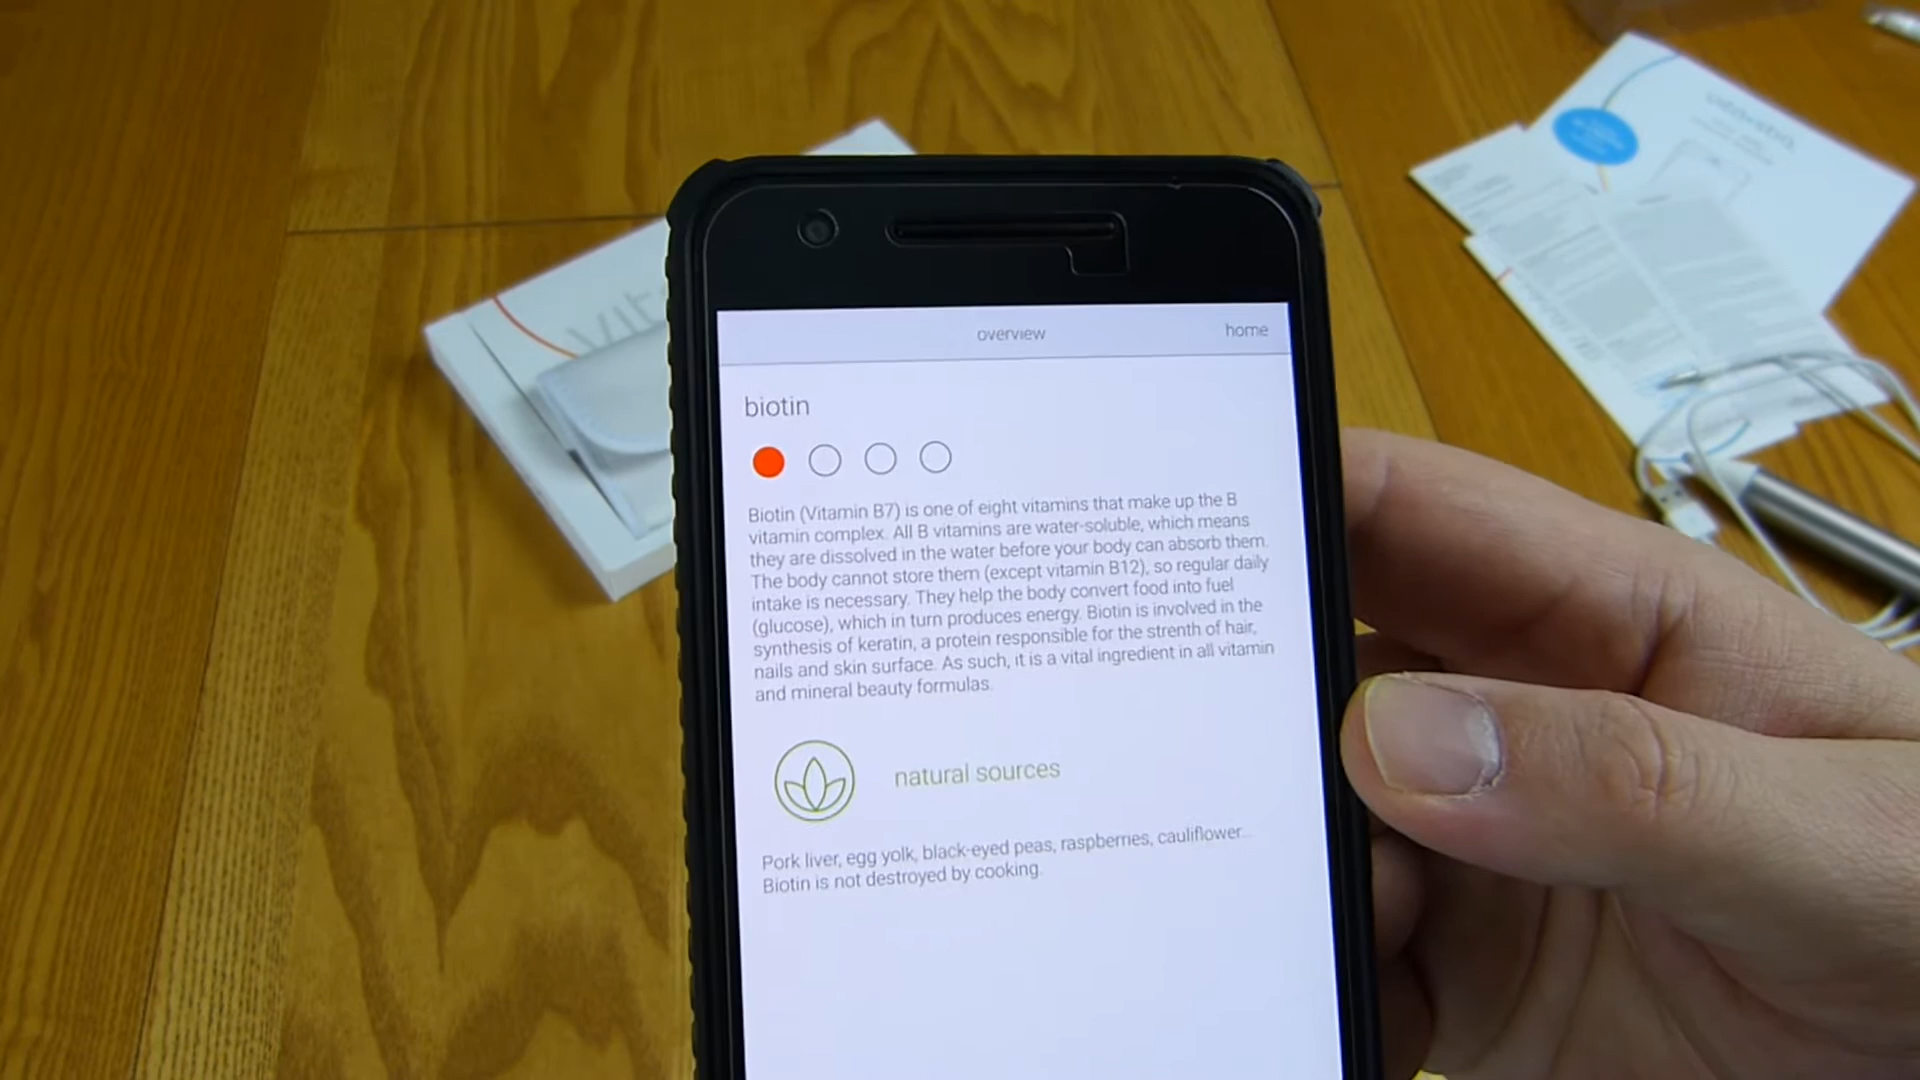 overview
home
biotin
Biotin (Vitamin B7) is one of eight vitamins that make up the B
vitamin complex. All B vitamins are water-soluble, which means
they are dissolved in the water before your body can absorb them.
The body cannot store them (except vitamin B12), so regular daily
intake is necessary. They help the body convert food into fuel
(glucose), which in turn produces energy. Biotin is involved in the
synthesis of keratin, a protein responsible for the strenth of hair,
nails and skin surface. As such, it is a vital ingredient in all vitamin
and mineral beauty formulas.
natural sources
Pork liver, egg yolk, black-eyed peas, raspberries, cauliflower...
Biotin is not destroyed by cooking.